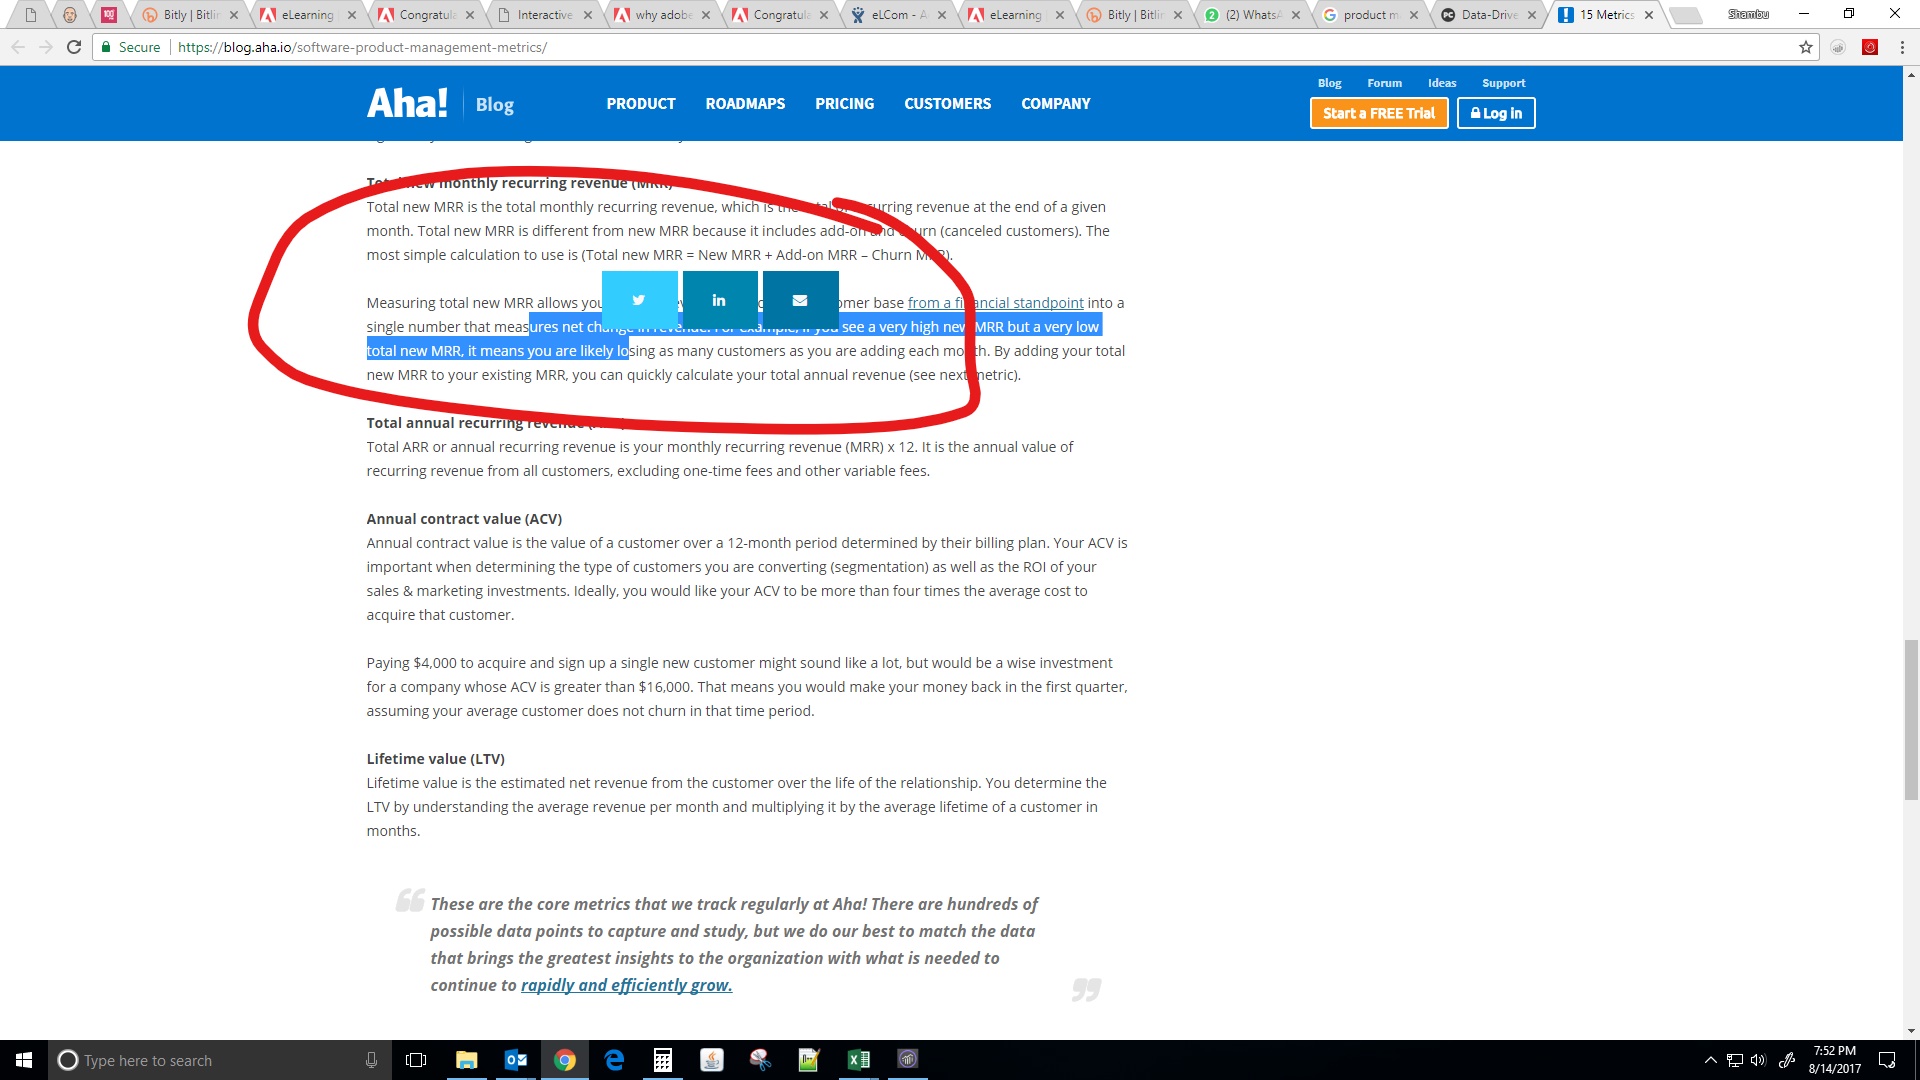 Bitly | Bitlin
eLearning
Congratula
Interactive
why adobe
Congratula
eLCom - A
eLearning
Bitly | Bitlin
(2) WhatsA
product m
Data-Drive
15 Metrics
Shambu
Secure https://blog.aha.io/software-product-management-metrics/
Blog Forum Ideas Support
Aha! Blog PRODUCT ROADMAPS PRICING CUSTOMERS COMPANY
Start a FREE Trial Log in
Total new monthly recurring revenue (MRR)
Total new MRR is the total monthly recurring revenue, which is the total of recurring revenue at the end of a given
month. Total new MRR is different from new MRR because it includes add-on and churn (canceled customers). The
most simple calculation to use is (Total new MRR = New MRR + Add-on MRR – Churn MRR).
Measuring total new MRR allows you omer base from a financial standpoint into a
single number that measures net change in revenue. For example, if you see a very high new MRR but a very low
total new MRR, it means you are likely losing as many customers as you are adding each month. By adding your total
new MRR to your existing MRR, you can quickly calculate your total annual revenue (see next metric).
Total annual recurring revenue
Total ARR or annual recurring revenue is your monthly recurring revenue (MRR) x 12. It is the annual value of
recurring revenue from all customers, excluding one-time fees and other variable fees.
Annual contract value (ACV)
Annual contract value is the value of a customer over a 12-month period determined by their billing plan. Your ACV is
important when determining the type of customers you are converting (segmentation) as well as the ROI of your
sales & marketing investments. Ideally, you would like your ACV to be more than four times the average cost to
acquire that customer.
Paying $4,000 to acquire and sign up a single new customer might sound like a lot, but would be a wise investment
for a company whose ACV is greater than $16,000. That means you would make your money back in the first quarter,
assuming your average customer does not churn in that time period.
Lifetime value (LTV)
Lifetime value is the estimated net revenue from the customer over the life of the relationship. You determine the
LTV by understanding the average revenue per month and multiplying it by the average lifetime of a customer in
months.
These are the core metrics that we track regularly at Aha! There are hundreds of
possible data points to capture and study, but we do our best to match the data
that brings the greatest insights to the organization with what is needed to
continue to rapidly and efficiently grow.
Type here to search
7:52 PM
8/14/2017